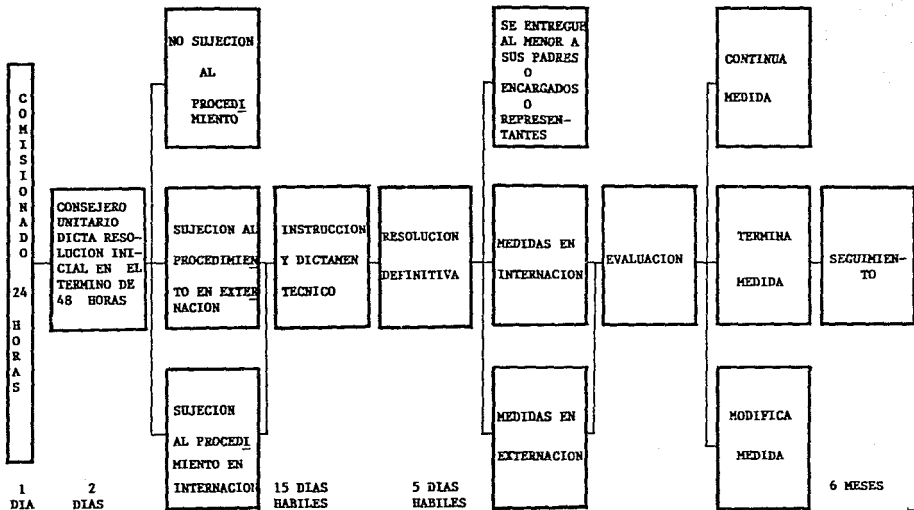 C
O
M
I
S
I
O
N
A
D
O
24
H
O
R
A
S
CONSEJERO
UNITARIO
DICTA RESO-
LUCION INI-
CIAL EN EL
TERMINO DE
48 HORAS
NO SUJECION
AL
PROCEDI
MIENTO
SUJECION AL
PROCEDIMIEN
TO EN EXTER
NACION
SUJECION
AL PROCEDI
MIENTO EN
INTERNACION
INSTRUCCION
Y DICTAMEN
TECNICO
RESOLUCION
DEFINITIVA
SE ENTREGUE
AL MENOR A
SUS PADRES
O
ENCARGADOS
O
REPRESEN-
TANTES
MEDIDAS EN
INTERNACION
MEDIDAS EN
EXTERNACION
EVALUACION
CONTINUA
MEDIDA
TERMINA
MEDIDA
MODIFICA
MEDIDA
SEGUIMIEN-
TO
1
DIA
2
DIAS
15 DIAS
HABILES
5 DIAS
HABILES
6 MESES